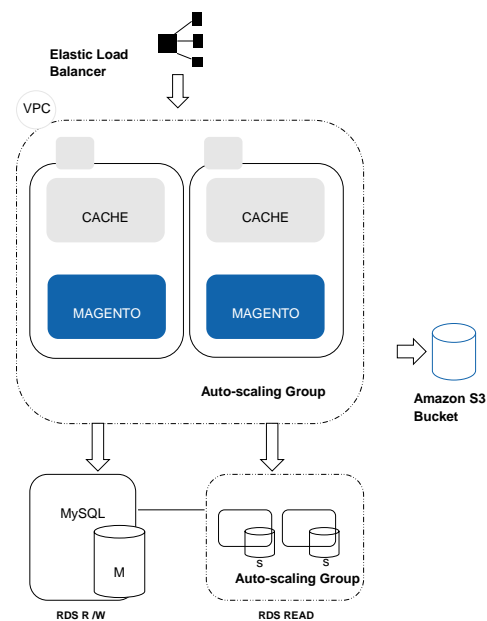 Elastic Load
Balancer
VPC
CACHE
CACHE
MAGENTO
MAGENTO
Auto-scaling Group
Amazon S3
Bucket
MySQL
M
S
S
Auto-scaling Group
RDS R /W
RDS READ